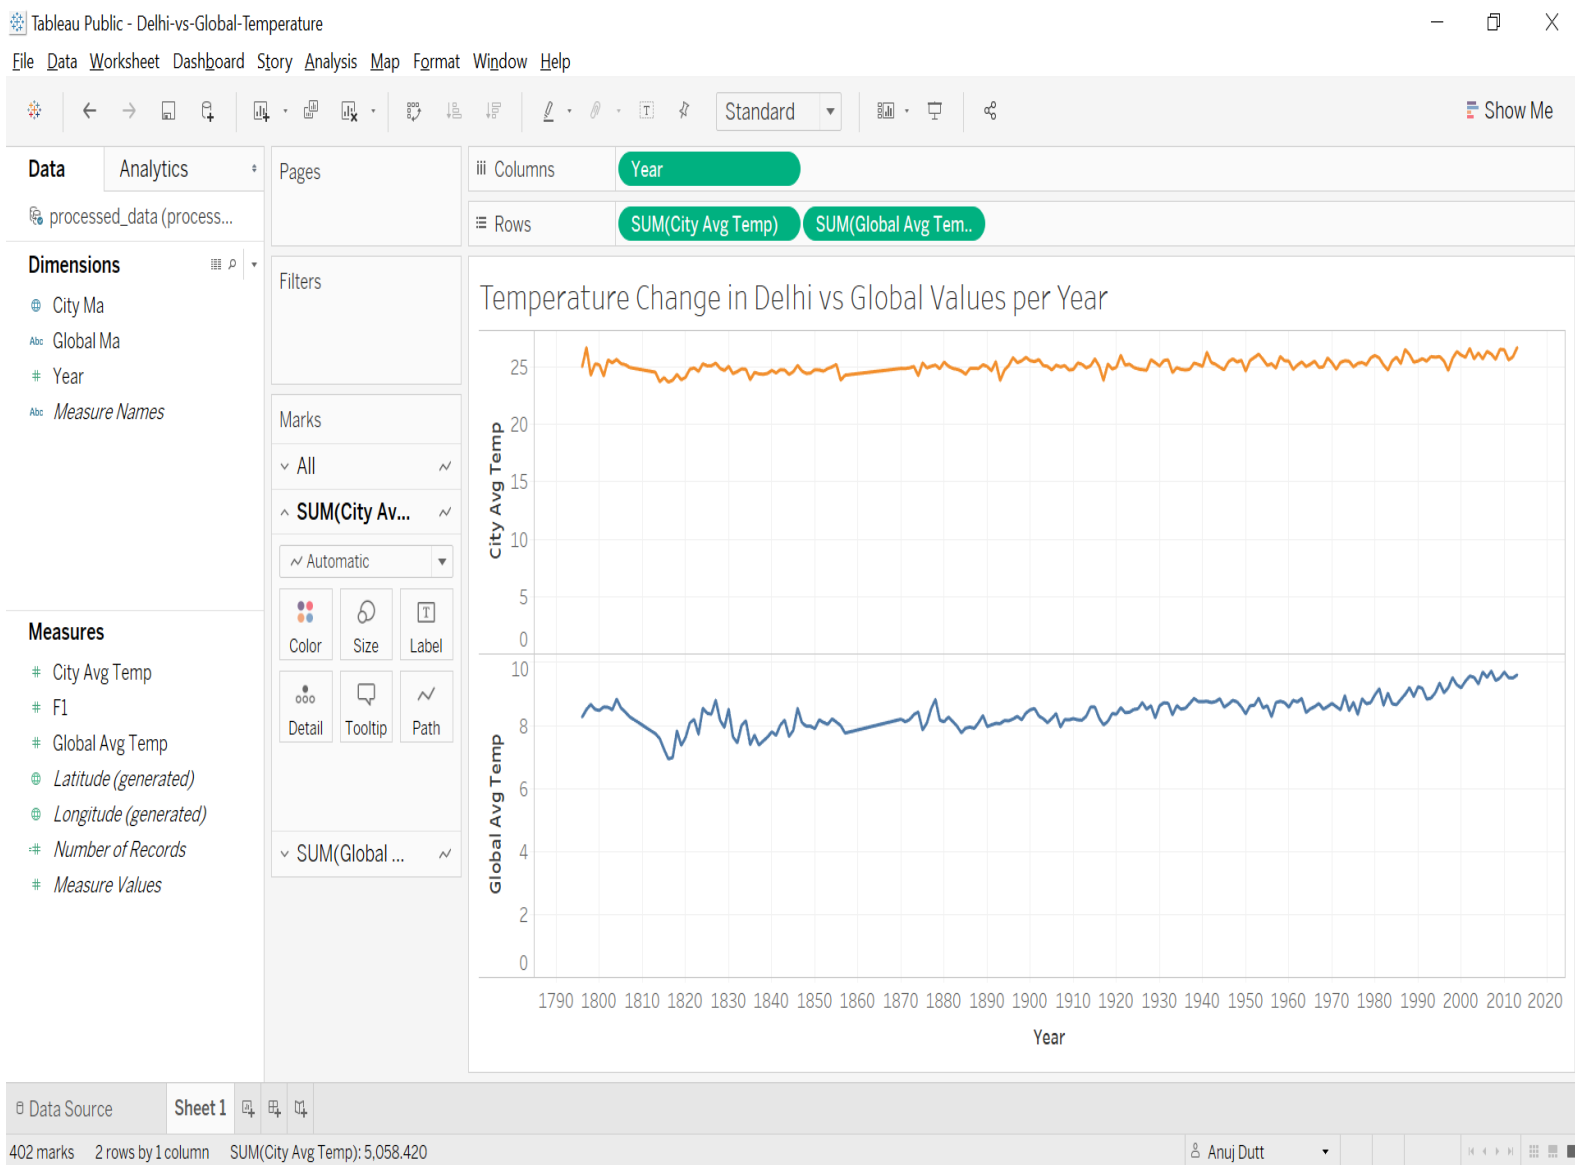 Tableau Public - Delhi-vs-Global-Temperature
File Data Worksheet Dashboard Story Analysis Map Format Window Help
Standard
Show Me
Data
Analytics
processed_data (process...
Dimensions
City Ma
Abc Global Ma
# Year
Abc Measure Names
Measures
# City Avg Temp
# F1
# Global Avg Temp
Latitude (generated)
Longitude (generated)
=# Number of Records
# Measure Values
Pages
Filters
Marks
All
SUM(City Av...
Automatic
Color Size Label
Detail Tooltip Path
SUM(Global ...
iii Columns Year
Rows SUM(City Avg Temp) SUM(Global Avg Tem..
Temperature Change in Delhi vs Global Values per Year
City Avg Temp
25
20
15
10
5
0
Global Avg Temp
10
8
6
4
2
0
1790 1800 1810 1820 1830 1840 1850 1860 1870 1880 1890 1900 1910 1920 1930 1940 1950 1960 1970 1980 1990 2000 2010 2020
Year
Data Source
Sheet 1
402 marks 2 rows by 1 column SUM(City Avg Temp): 5,058.420
Anuj Dutt